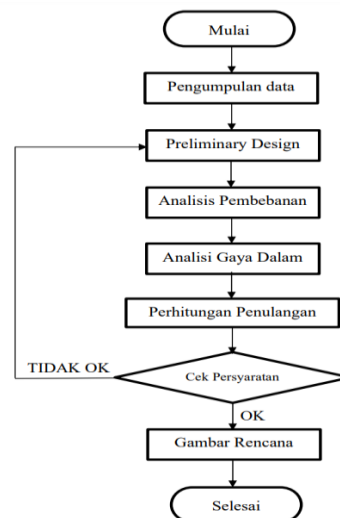 Mulai
Pengumpulan data
Preliminary Design
Analisis Pembebanan
Analisi Gaya Dalam
Perhitungan Penulangan
TIDAK OK
Cek Persyaratan
OK
Gambar Rencana
Selesai